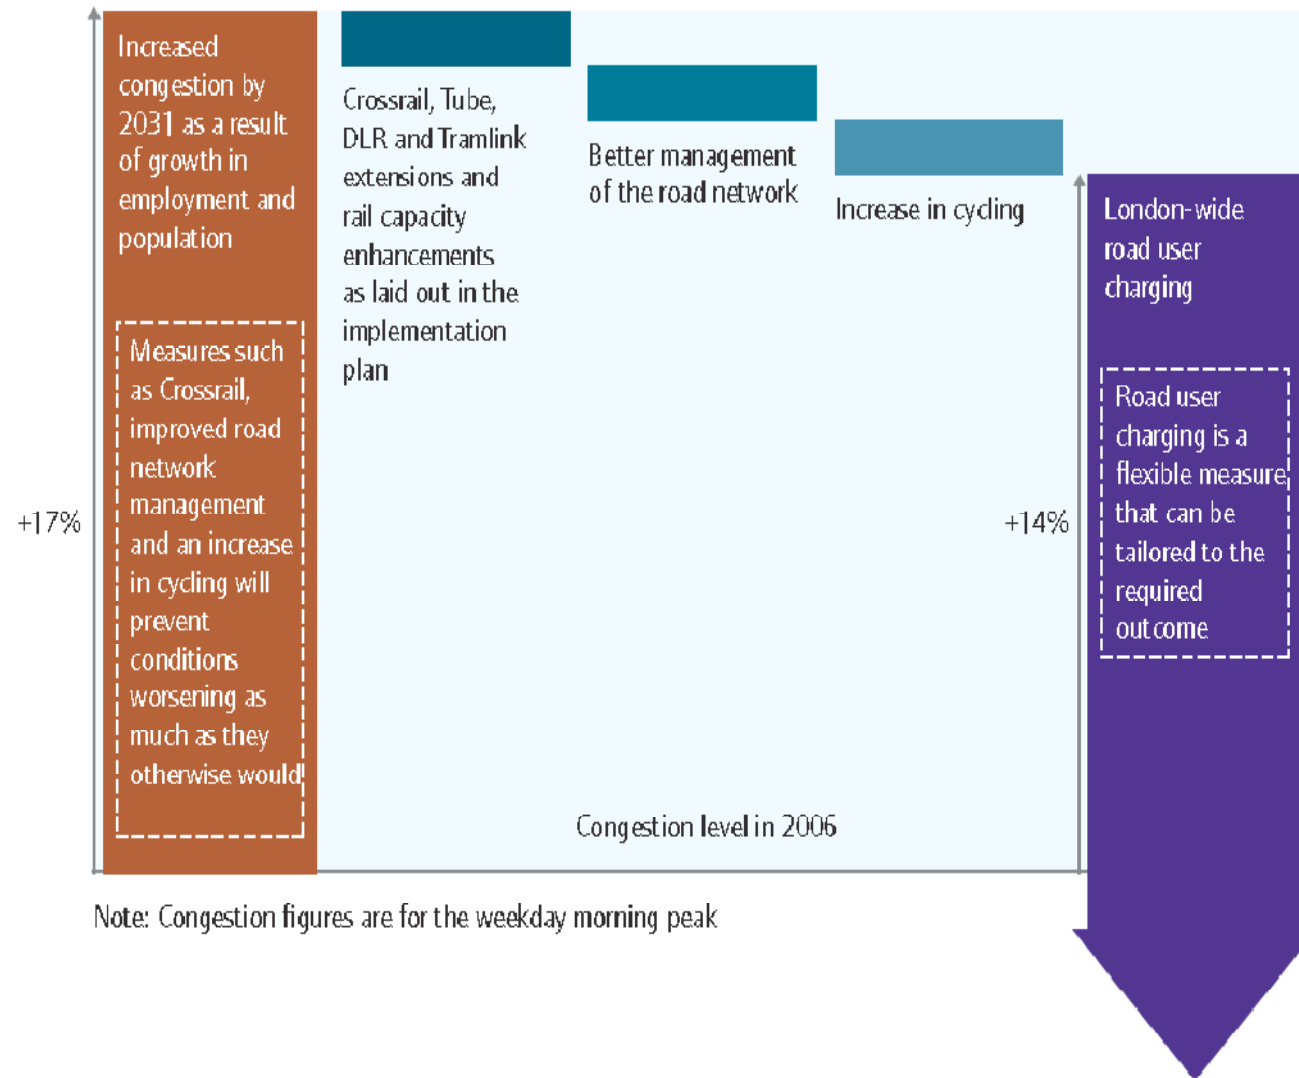 Increased
congestion by
2031 as a result
of growth in
employment and
population
Measures such
as Crossrail,
improved road
network
management
and an increase
in cycling will
prevent
conditions
worsening as
much as they
otherwise would
+17%
Crossrail, Tube,
DLR and Tramlink
extensions and
rail capacity
enhancements
as laid out in the
implementation
plan
Better management
of the road network
Increase in cycling
+14%
London-wide
road user
charging
Road user
charging is a
flexible measure
that can be
tailored to the
required
outcome
Congestion level in 2006
Note: Congestion figures are for the weekday morning peak